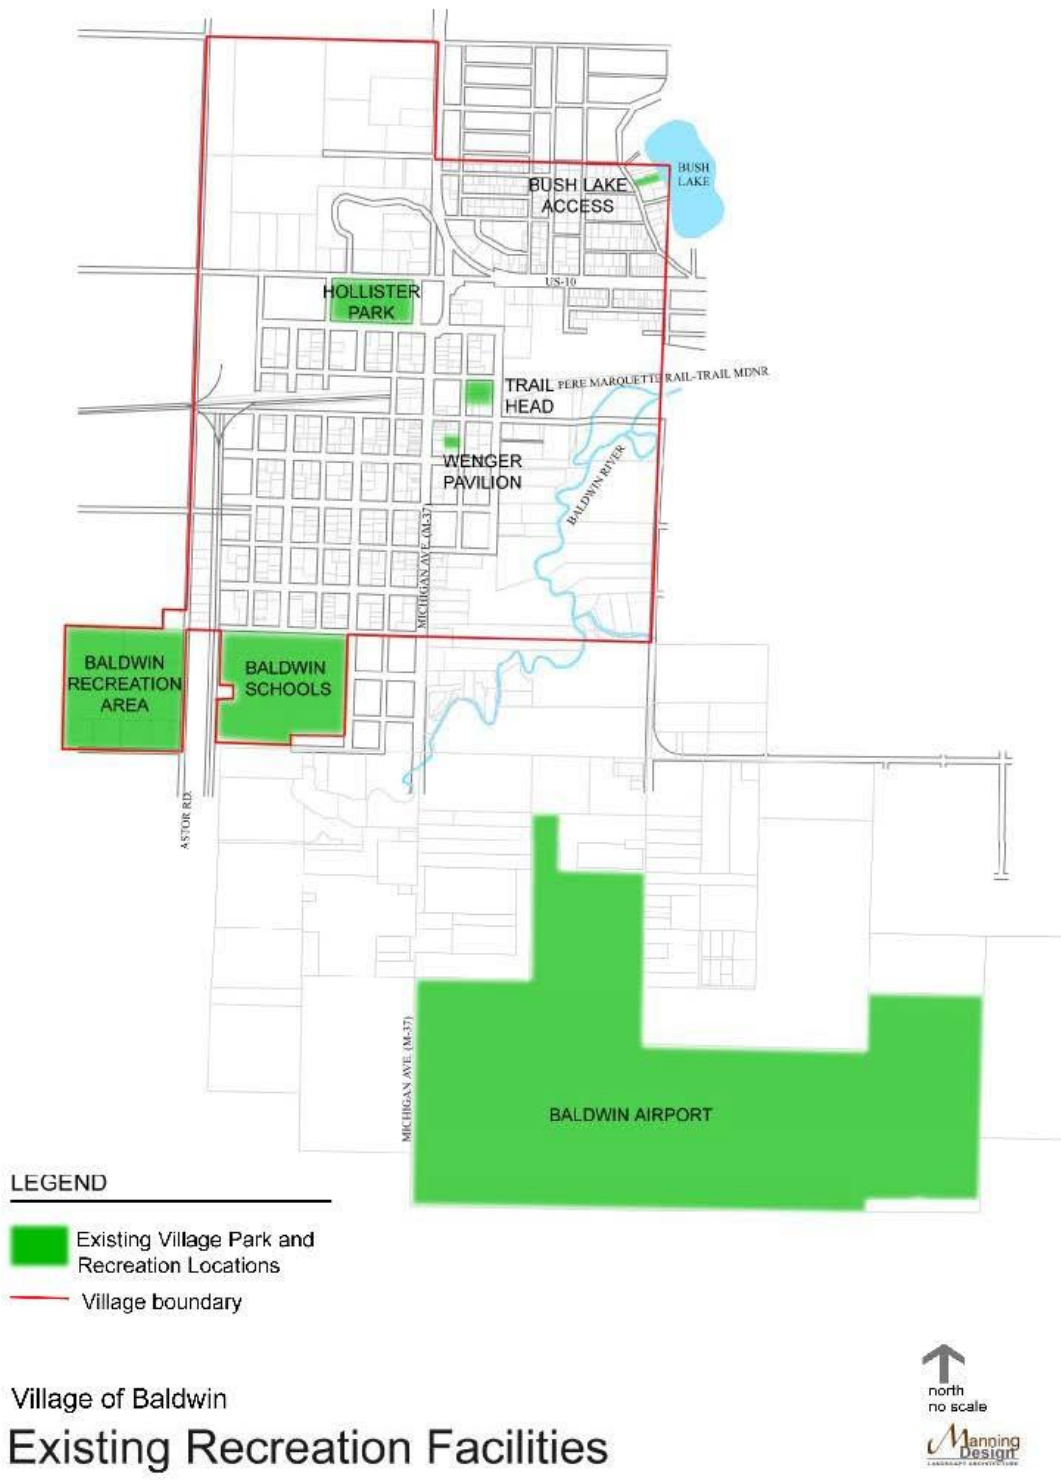 BUSH
LAKE
BUSH LAKE
ACCESS
US-10
HOLLISTER
PARK
TRAIL
HEAD
PERE MARQUETTE RAIL-TRAIL MDNR
WENGER
PAVILION
BALDWIN RIVER
MICHIGAN AVE. (M-37)
BALDWIN
RECREATION
AREA
BALDWIN
SCHOOLS
ASTOR RD.
MICHIGAN AVE. (M-37)
BALDWIN AIRPORT
LEGEND
Existing Village Park and
Recreation Locations
Village boundary
north
no scale
Village of Baldwin
Existing Recreation Facilities
Manning
Design
LANDSCAPE ARCHITECTURE